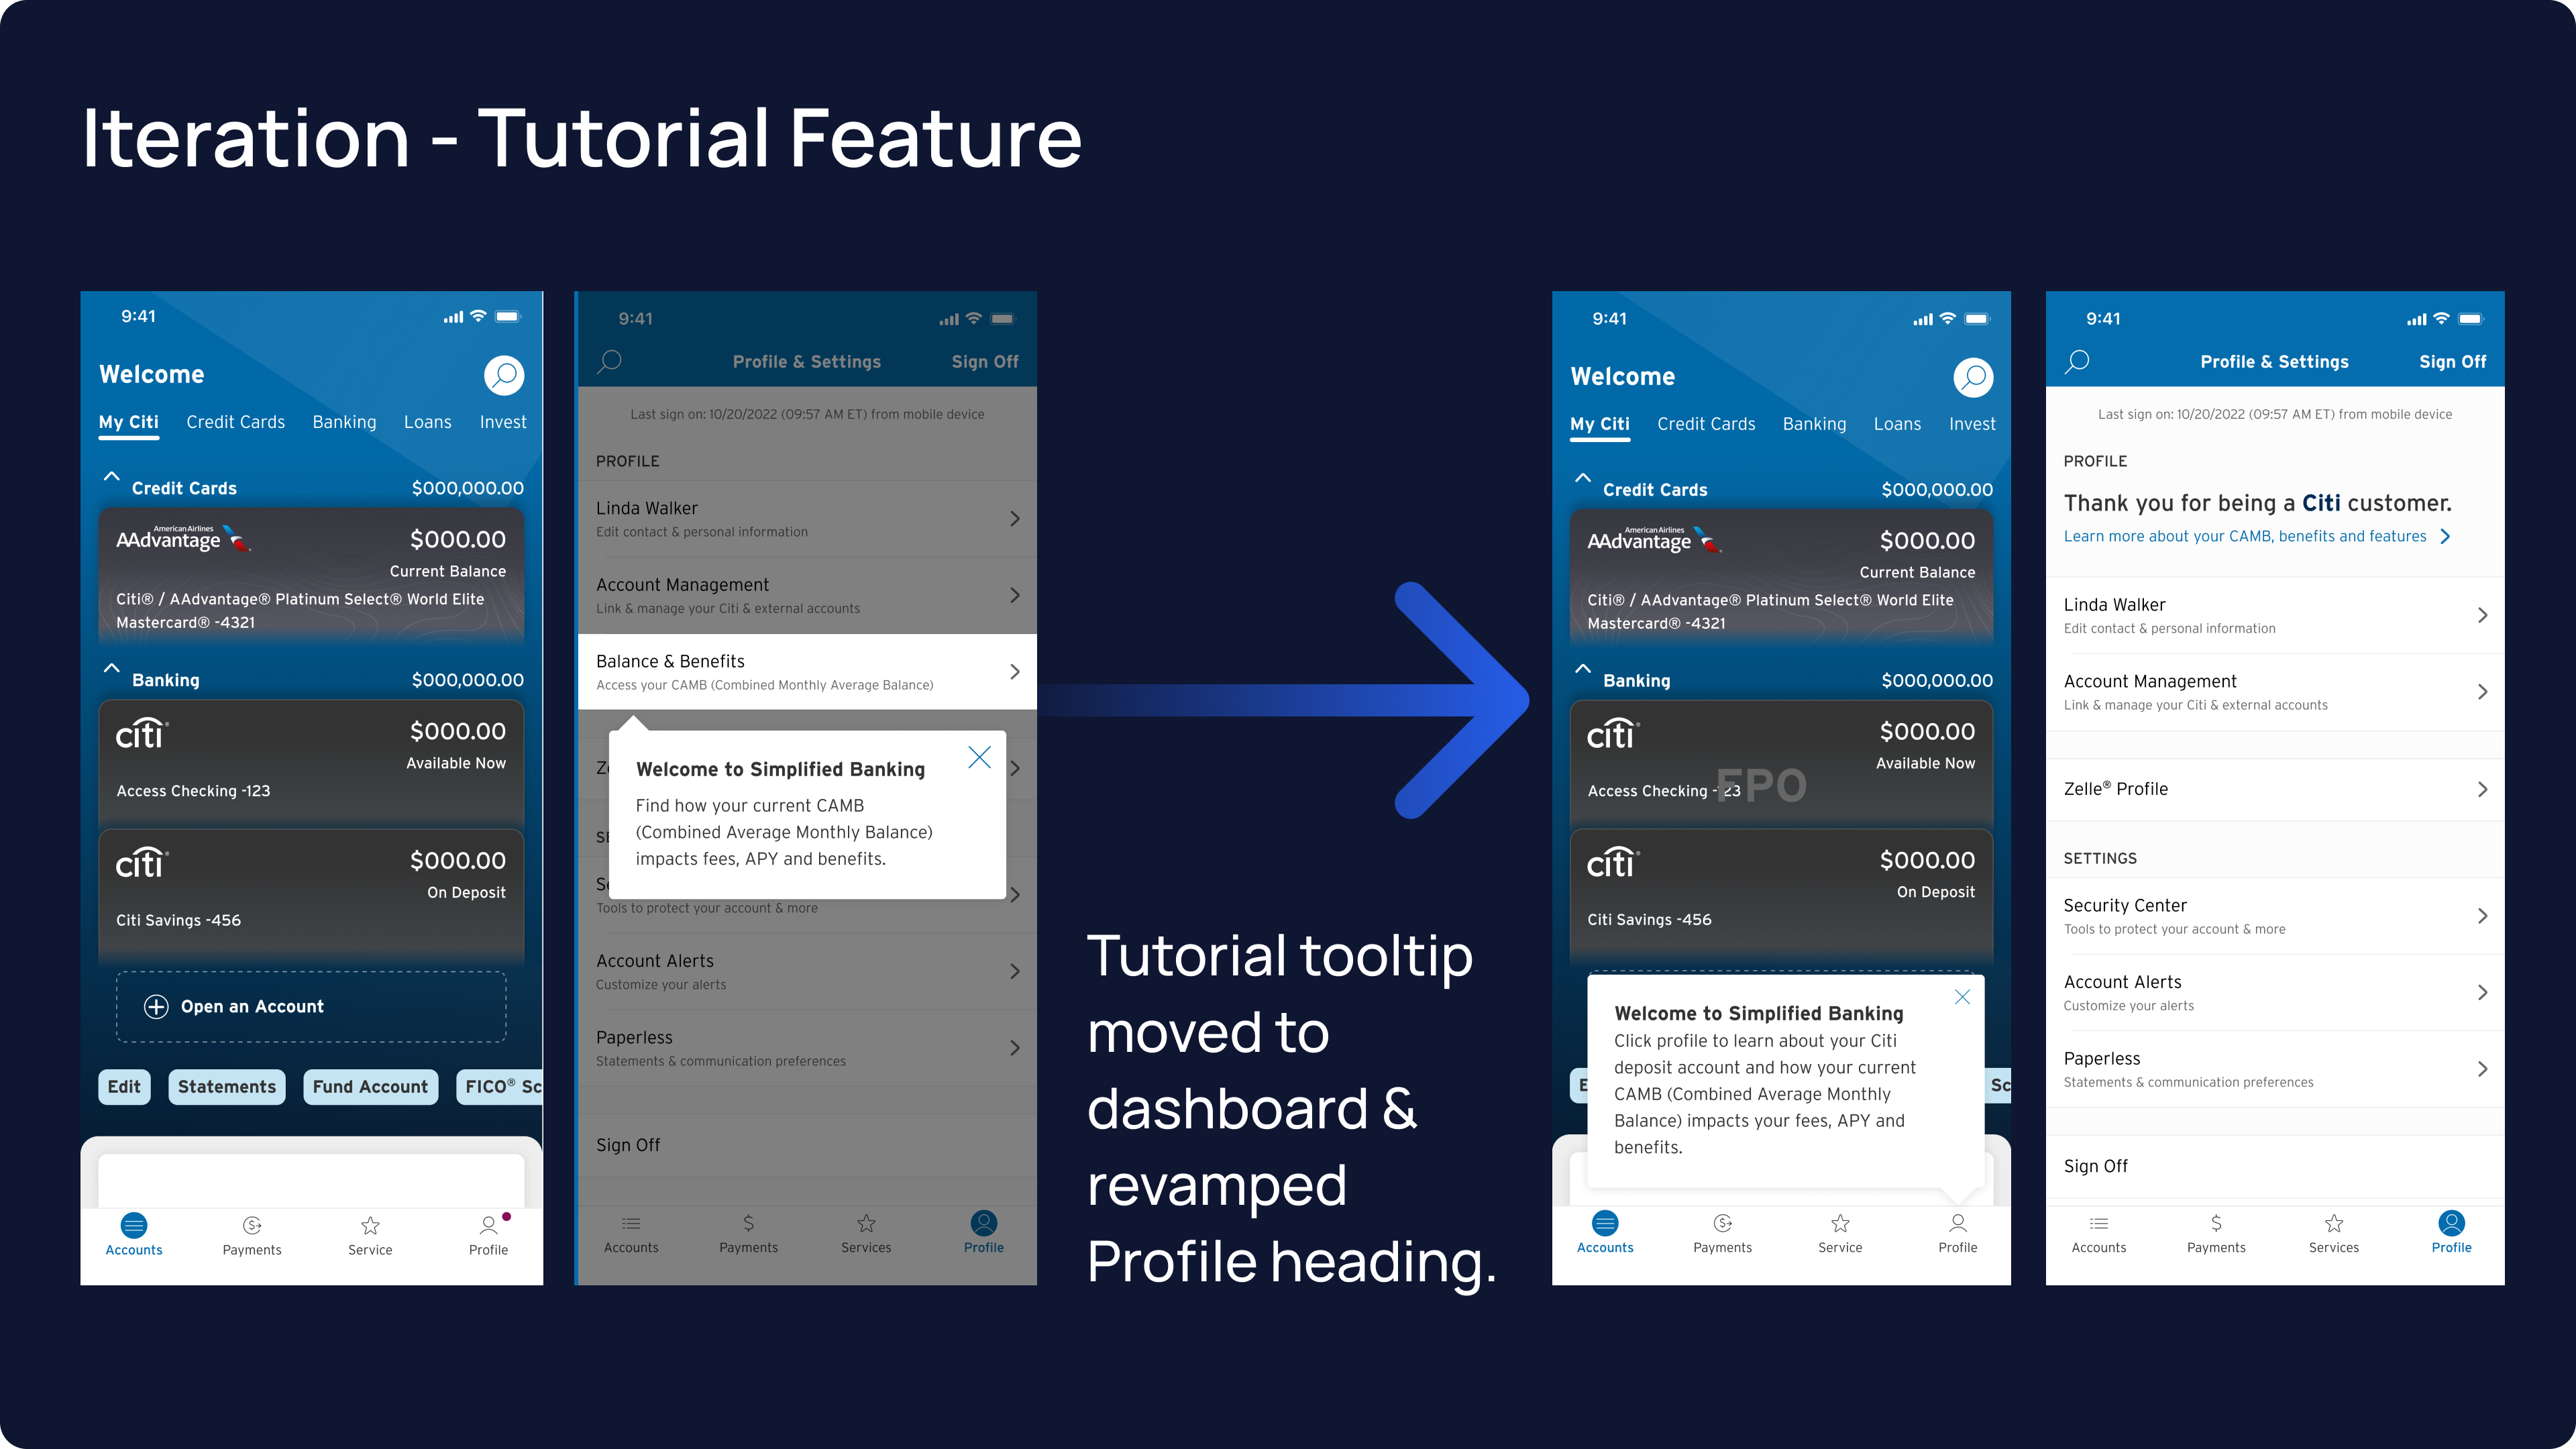 Iteration - Tutorial Feature
9:41
Welcome
My Citi Credit Cards Banking Loans Invest
Credit Cards $000,000.00
American Airlines
AAdvantage $000.00
Current Balance
Citi® / AAdvantage® Platinum Select® World Elite
Mastercard® -4321
Banking $000,000.00
citi® $000.00
Available Now
Access Checking -123
citi® $000.00
On Deposit
Citi Savings -456
Open an Account
Edit Statements Fund Account FICO® Sc
Accounts Payments Service Profile
9:41
Profile & Settings Sign Off
Last sign on: 10/20/2022 (09:57 AM ET) from mobile device
PROFILE
Linda Walker
Edit contact & personal information
Account Management
Link & manage your Citi & external accounts
Balance & Benefits
Access your CAMB (Combined Monthly Average Balance)
Ze
Welcome to Simplified Banking
Find how your current CAMB
(Combined Average Monthly Balance)
impacts fees, APY and benefits.
SE
Se
Tools to protect your account & more
Account Alerts
Customize your alerts
Paperless
Statements & communication preferences
Sign Off
Accounts Payments Services Profile
Tutorial tooltip
moved to
dashboard &
revamped
Profile heading.
9:41
Welcome
My Citi Credit Cards Banking Loans Invest
Credit Cards $000,000.00
American Airlines
AAdvantage $000.00
Current Balance
Citi® / AAdvantage® Platinum Select® World Elite
Mastercard® -4321
Banking $000,000.00
citi® $000.00
Available Now
FPO
Access Checking -123
citi® $000.00
On Deposit
Citi Savings -456
Welcome to Simplified Banking
Click profile to learn about your Citi
deposit account and how your current
CAMB (Combined Average Monthly
Balance) impacts your fees, APY and
benefits.
E Sc
Accounts Payments Service Profile
9:41
Profile & Settings Sign Off
Last sign on: 10/20/2022 (09:57 AM ET) from mobile device
PROFILE
Thank you for being a Citi customer.
Learn more about your CAMB, benefits and features
Linda Walker
Edit contact & personal information
Account Management
Link & manage your Citi & external accounts
Zelle® Profile
SETTINGS
Security Center
Tools to protect your account & more
Account Alerts
Customize your alerts
Paperless
Statements & communication preferences
Sign Off
Accounts Payments Services Profile